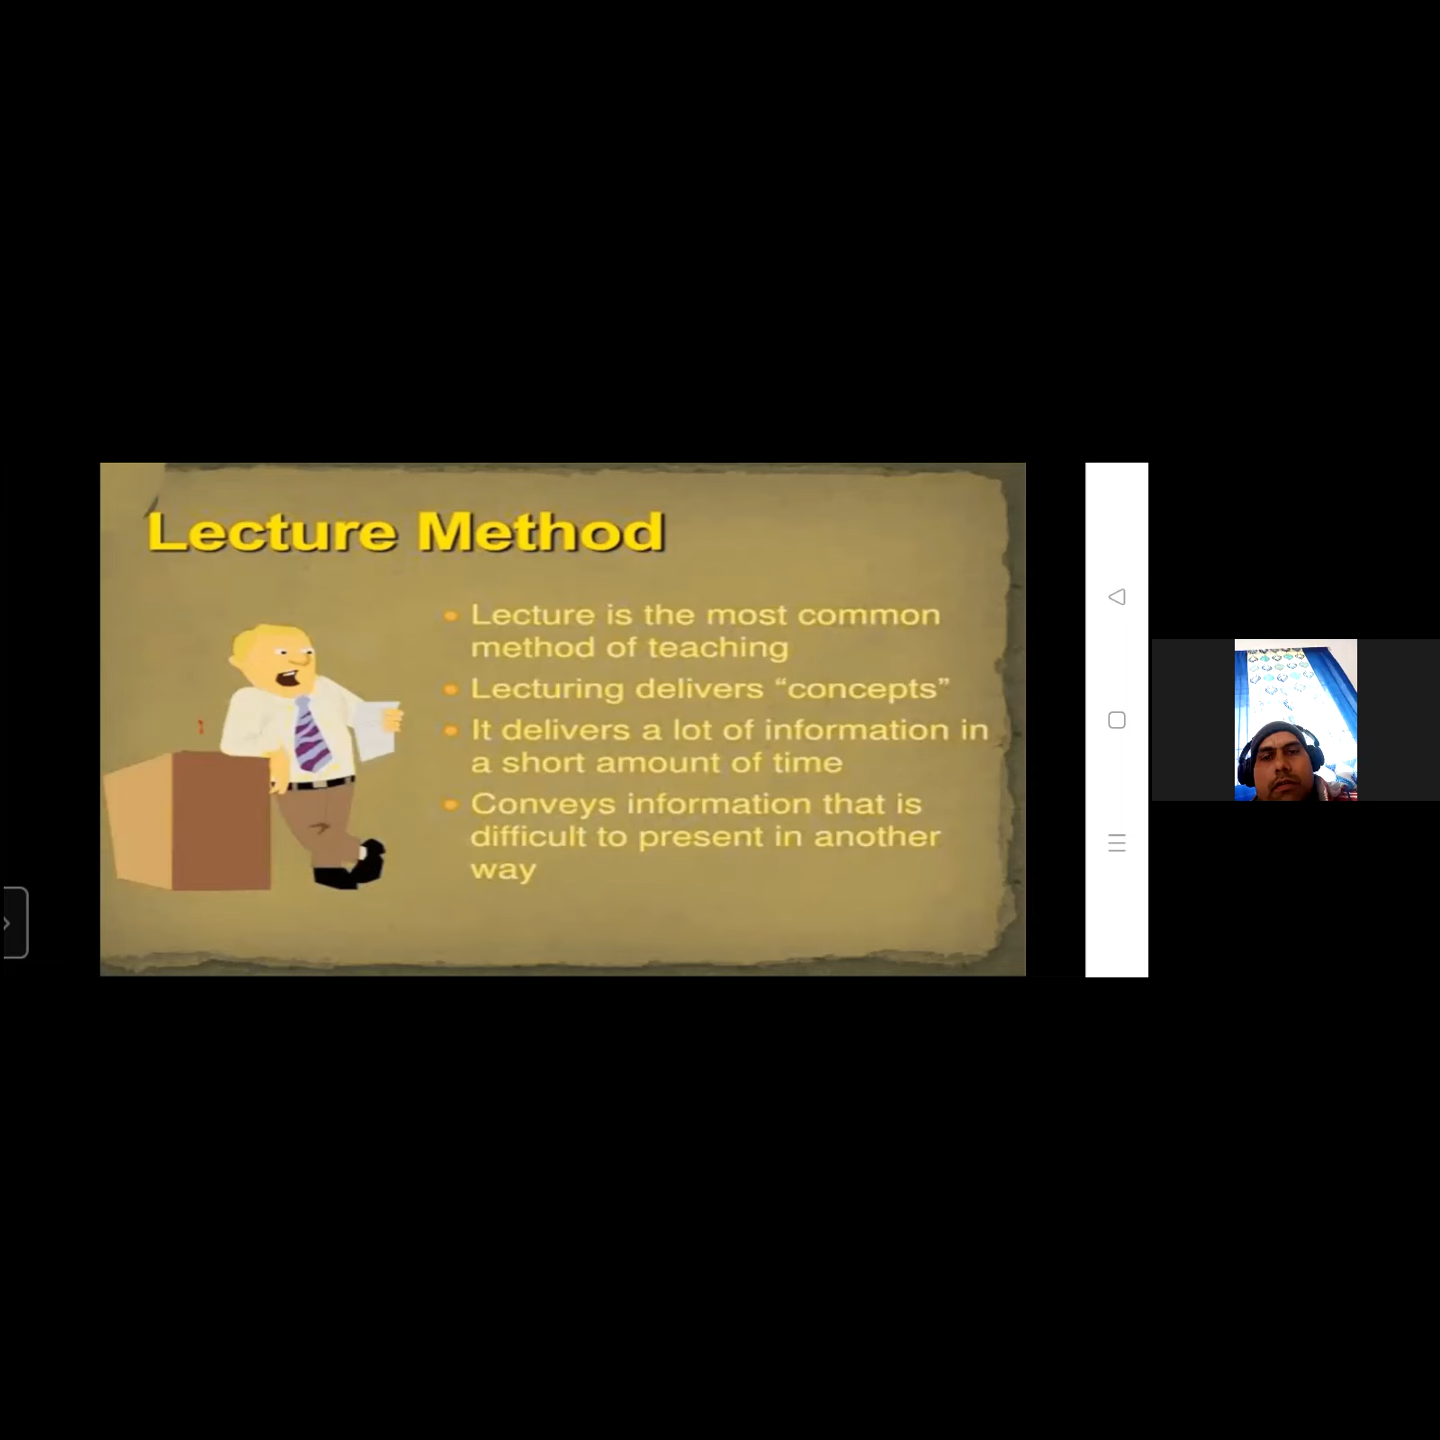 Lecture Method
• Lecture is the most common
method of teaching
• Lecturing delivers “concepts”
• It delivers a lot of information in
a short amount of time
• Conveys information that is
difficult to present in another
way